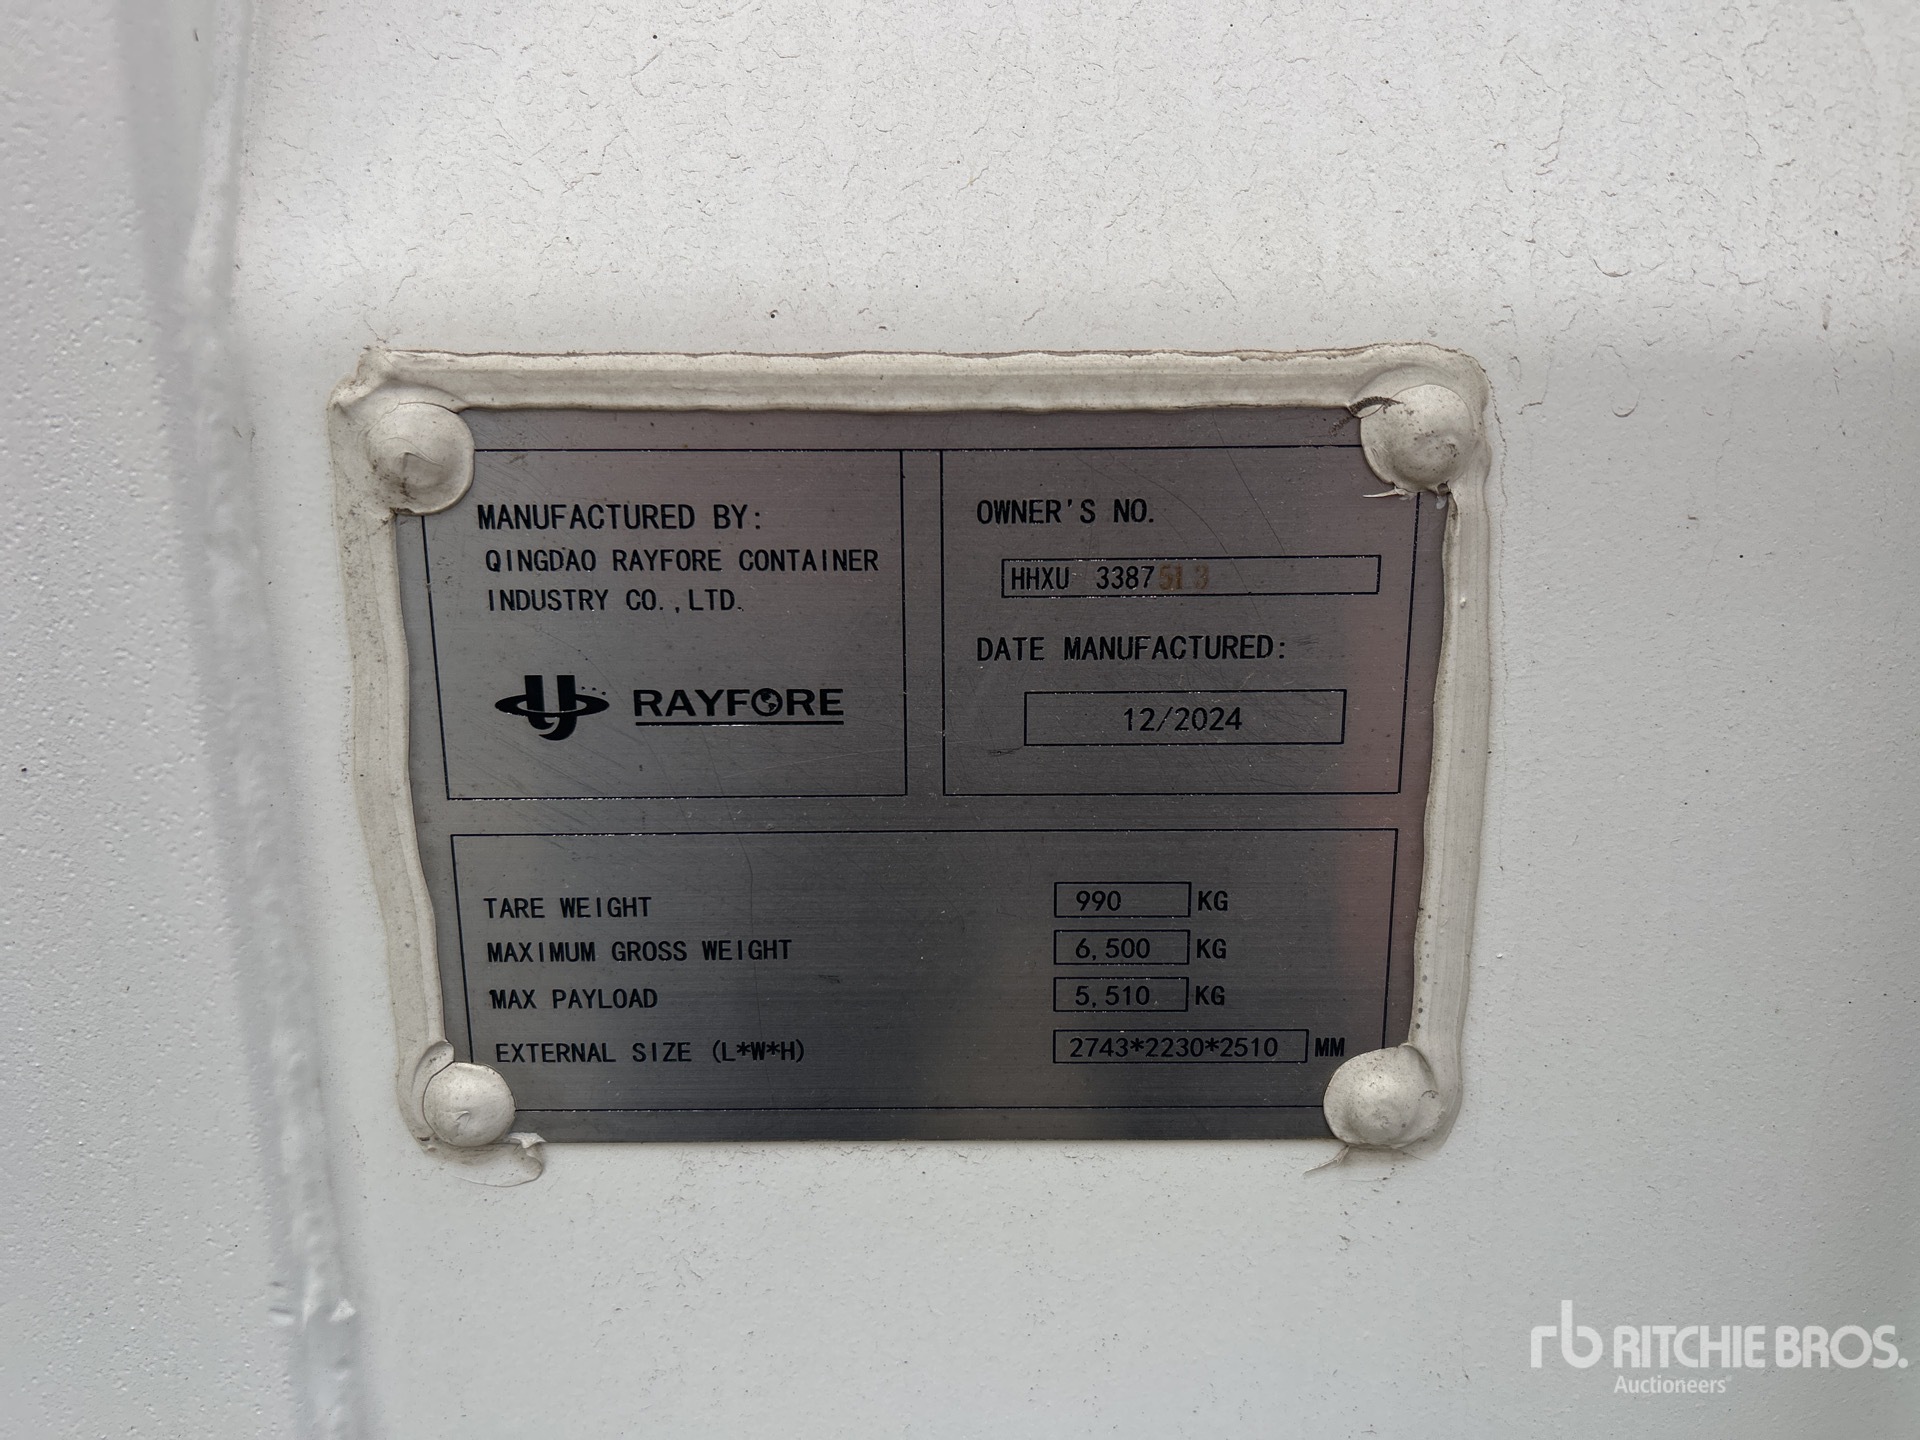 MANUFACTURED BY:
QINGDAO RAYFORE CONTAINER
INDUSTRY CO.,LTD.
RAYFORE
OWNER'S NO.
HHXU 338751.3
DATE MANUFACTURED:
12/2024
TARE WEIGHT 990 KG
MAXIMUM GROSS WEIGHT 6,500 KG
MAX PAYLOAD 5,510 KG
EXTERNAL SIZE (L*W*H) 2743*2230*2510 MM
rb RITCHIE BROS.
Auctioneers